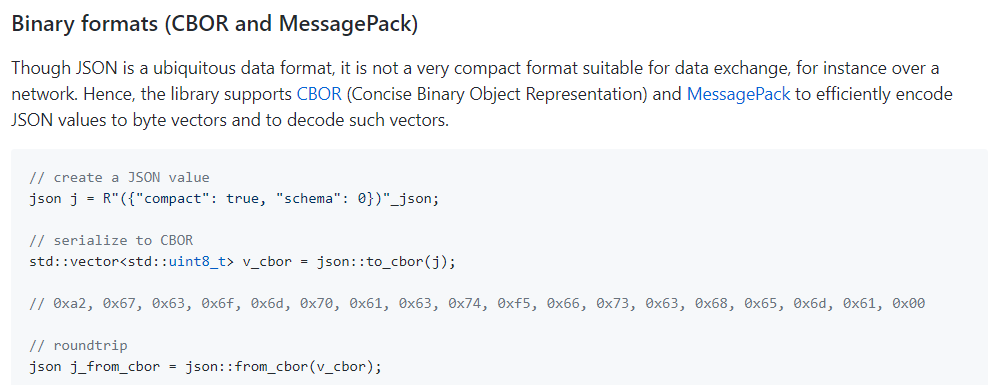 Binary formats (CBOR and MessagePack)
Though JSON is a ubiquitous data format, it is not a very compact format suitable for data exchange, for instance over a
network. Hence, the library supports CBOR (Concise Binary Object Representation) and MessagePack to efficiently encode
JSON values to byte vectors and to decode such vectors.
// create a JSON value
json j = R"({"compact": true, "schema": 0})"_json;
// serialize to CBOR
std::vector<std::uint8_t> v_cbor = json::to_cbor(j);
// 0xa2, 0x67, 0x63, 0x6f, 0x6d, 0x70, 0x61, 0x63, 0x74, 0xf5, 0x66, 0x73, 0x63, 0x68, 0x65, 0x6d, 0x61, 0x00
// roundtrip
json j_from_cbor = json::from_cbor(v_cbor);